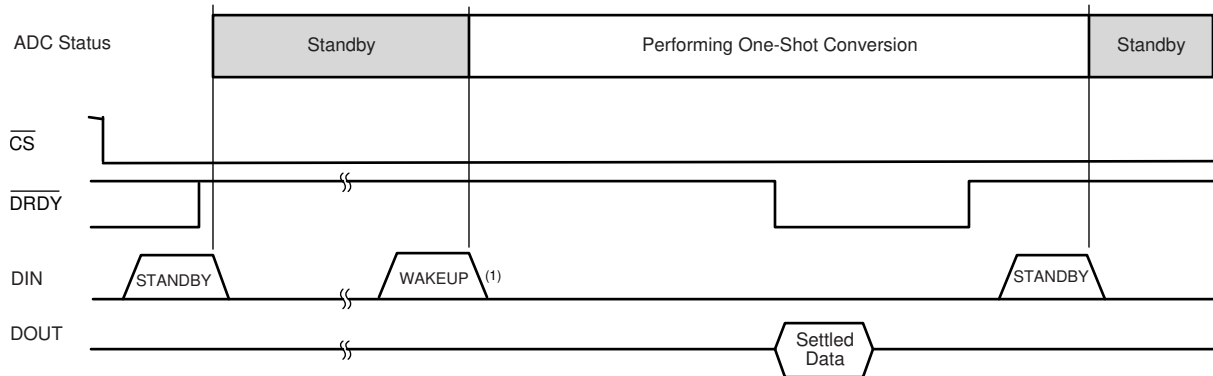 ADC Status
Standby
Performing One-Shot Conversion
Standby
CS
DRDY
DIN
STANDBY
WAKEUP
(1)
STANDBY
DOUT
Settled
Data